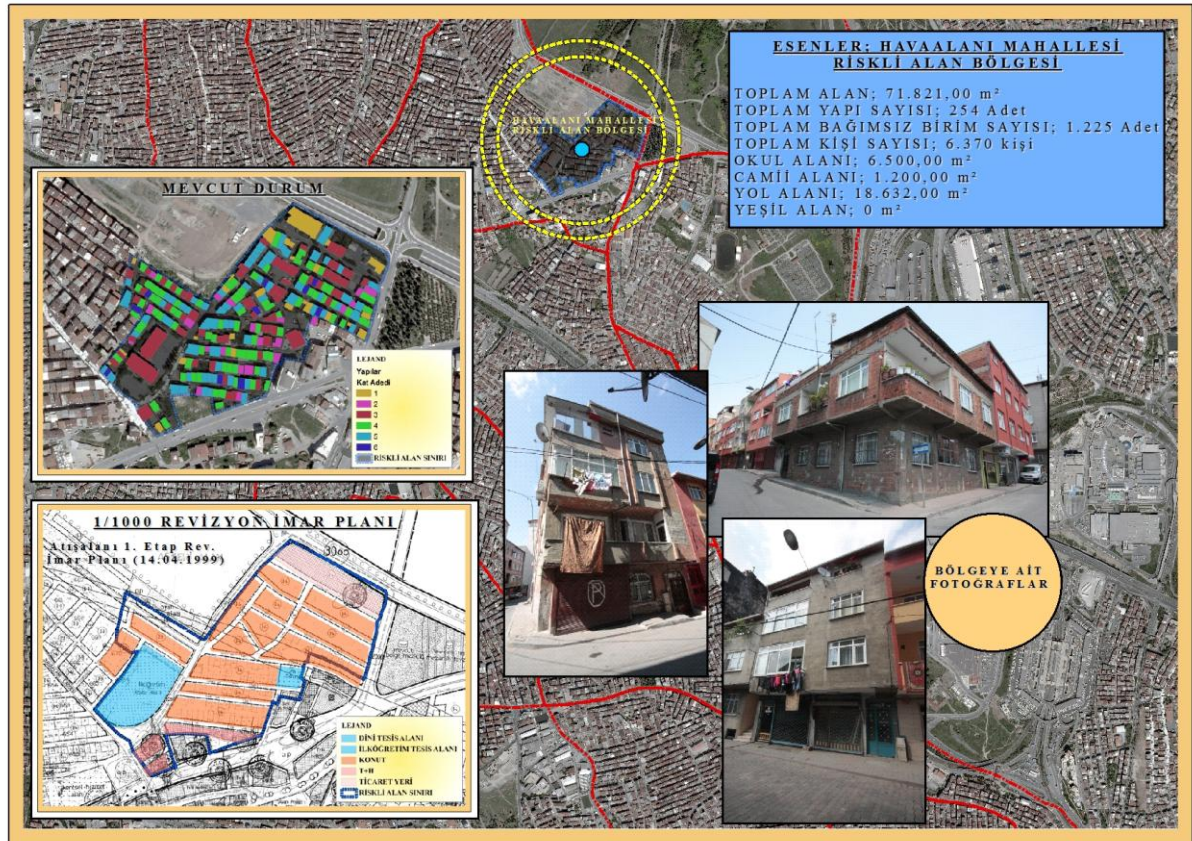 ESENLER; HAVAALANI MAHALLESİ
RİSKLİ ALAN BÖLGESİ
TOPLAM ALAN; 71.821,00 m²
TOPLAM YAPI SAYISI; 254 Adet
TOPLAM BAĞIMSIZ BİRİM SAYISI; 1.225 Adet
TOPLAM KİŞİ SAYISI; 6.370 kişi
OKUL ALANI; 6.500,00 m²
CAMİİ ALANI; 1.200,00 m²
YOL ALANI; 18.632,00 m²
YEŞİL ALAN; 0 m²
HAVAALANI MAHALLESİ
RİSKLİ ALAN BÖLGESİ
MEVCUT DURUM
LEJAND
Yapılar
Kat Adedi
1
2
3
4
5
6
RİSKLİ ALAN SINIRI
1/1000 REVİZYON İMAR PLANI
Atışalanı 1. Etap Rev.
İmar Planı (14.04.1999)
LEJAND
DİNİ TESİS ALANI
İLKÖĞRETİM TESİS ALANI
KONUT
T+H
TİCARET YERİ
RİSKLİ ALAN SINIRI
BÖLGEYE AİT
FOTOĞRAFLAR